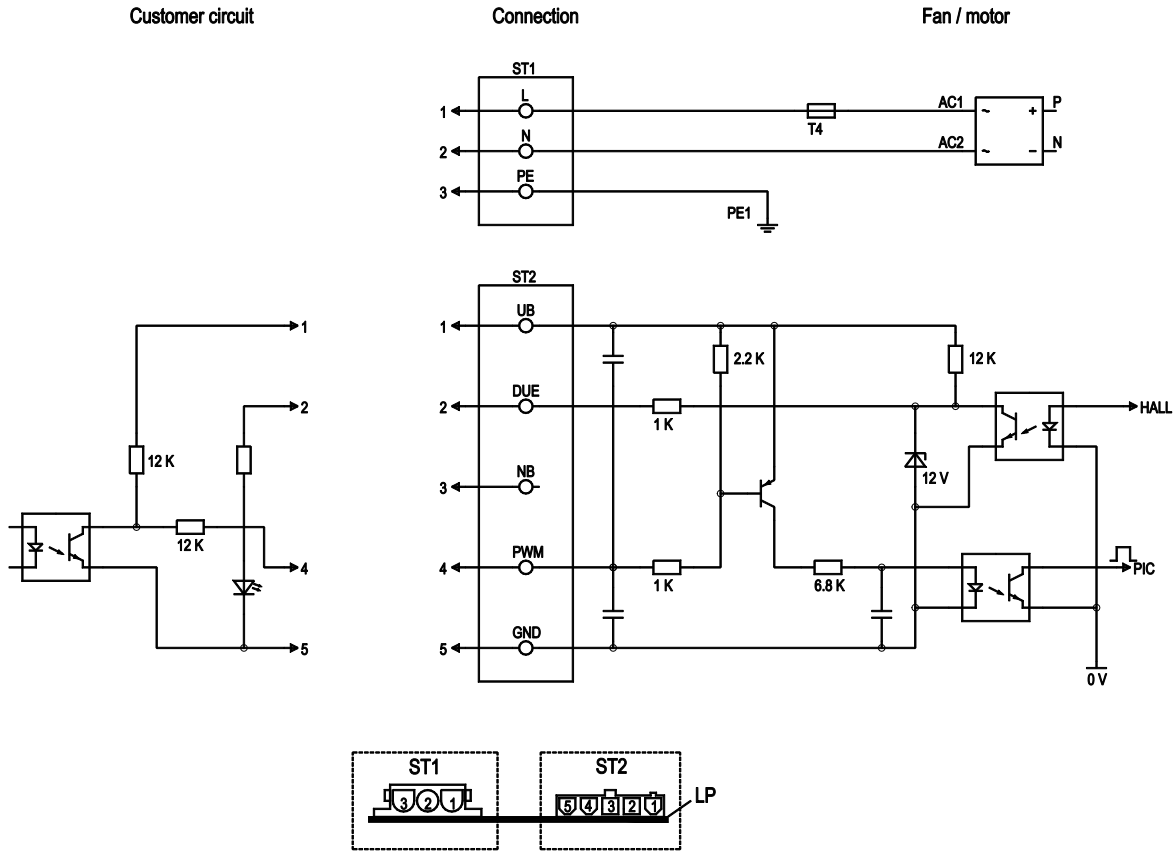 Customer circuit
Connection
Fan / motor
ST1
L
1
AC1
~
+
P
T4
N
2
AC2
~
−
N
PE
3
PE1
ST2
UB
1
1
2.2 K
12 K
DUE
2
2
1 K
HALL
12 K
NB
3
12 V
12 K
PWM
4
4
1 K
6.8 K
PIC
GND
5
5
0 V
ST1
ST2
LP
3 2 1
5 4 3 2 1